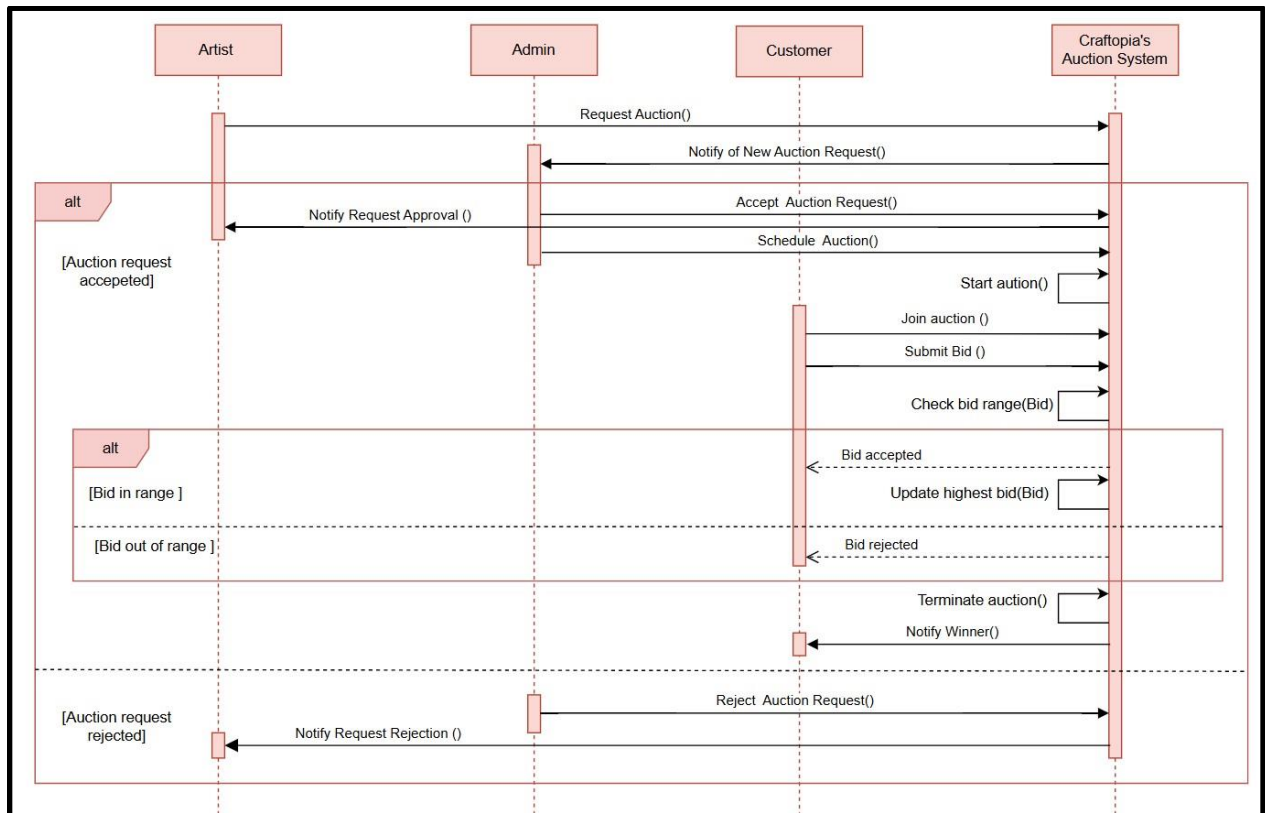 Artist
Admin
Customer
Craftopia's
Auction System
Request Auction()
Notify of New Auction Request()
alt
Accept Auction Request()
Notify Request Approval ()
Schedule Auction()
[Auction request
accepeted]
Start aution()
Join auction ()
Submit Bid ()
Check bid range(Bid)
alt
Bid accepted
[Bid in range ]
Update highest bid(Bid)
[Bid out of range ]
Bid rejected
Terminate auction()
Notify Winner()
Reject Auction Request()
[Auction request
rejected]
Notify Request Rejection ()